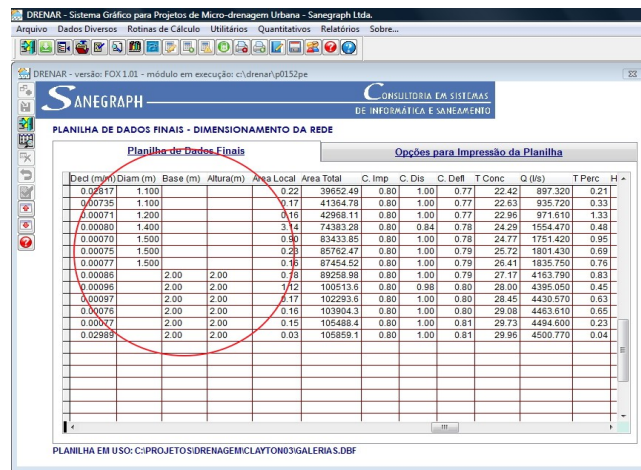 DRENAR - Sistema Gráfico para Projetos de Micro-drenagem Urbana - Sanegraph Ltda.
Arquivo Dados Diversos Rotinas de Cálculo Utilitários Quantitativos Relatórios Sobre...
DRENAR - versão: FOX 1.01 - módulo em execução: c:\drenar\p0152pe
SANEGRAPH
CONSULTORIA EM SISTEMAS
DE INFORMÁTICA E SANEAMENTO
PLANILHA DE DADOS FINAIS - DIMENSIONAMENTO DA REDE
Planilha de Dados Finais Opções para Impressão da Planilha
Decl (m/m) Diam (m) Base (m) Altura(m) Area Local Area Total C. Imp C. Dis C. Defl T Conc Q (l/s) T Perc H
0.02817 1.100 0.22 39652.49 0.80 1.00 0.77 22.42 897.320 0.21
0.00735 1.100 0.17 41364.78 0.80 1.00 0.77 22.63 935.720 0.33
0.00071 1.200 0.16 42968.11 0.80 1.00 0.77 22.96 971.610 1.33
0.00080 1.400 3.14 74383.28 0.80 0.84 0.78 24.29 1554.470 0.48
0.00070 1.500 0.90 83433.85 0.80 1.00 0.78 24.77 1751.420 0.95
0.00075 1.500 0.23 85762.47 0.80 1.00 0.79 25.72 1801.430 0.69
0.00077 1.500 0.16 87454.52 0.80 1.00 0.79 26.41 1835.750 0.76
0.00086 2.00 2.00 0.18 89258.98 0.80 1.00 0.79 27.17 4163.790 0.83
0.00096 2.00 2.00 1.12 100513.6 0.80 0.98 0.80 28.00 4395.050 0.45
0.00097 2.00 2.00 0.17 102293.6 0.80 1.00 0.80 28.45 4430.570 0.63
0.00076 2.00 2.00 0.16 103904.3 0.80 1.00 0.80 29.08 4463.610 0.65
0.00077 2.00 2.00 0.15 105488.4 0.80 1.00 0.81 29.73 4494.600 0.23
0.02989 2.00 2.00 0.03 105859.1 0.80 1.00 0.81 29.96 4500.770 0.04
PLANILHA EM USO: C:\PROJETOS\DRENAGEM\CLAYTON03\GALERIAS.DBF